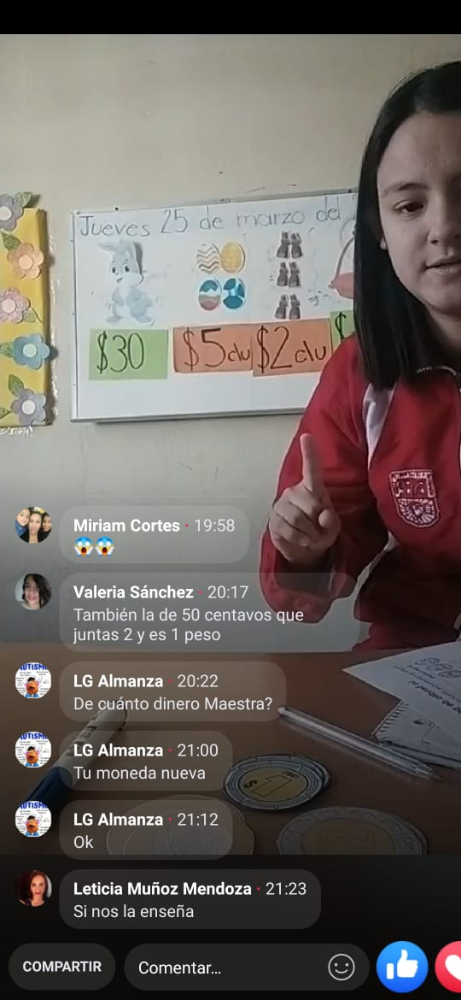 Jueves 25 de marzo del
$30
$5 c/u
$2 c/u
$
Miriam Cortes · 19:58
😱😱
Valeria Sánchez · 20:17
También la de 50 centavos que
juntas 2 y es 1 peso
AUTISMO
LG Almanza · 20:22
De cuánto dinero Maestra?
AUTISMO
LG Almanza · 21:00
Tu moneda nueva
AUTISMO
LG Almanza · 21:12
Ok
Leticia Muñoz Mendoza · 21:23
Si nos la enseña
COMPARTIR
Comentar...